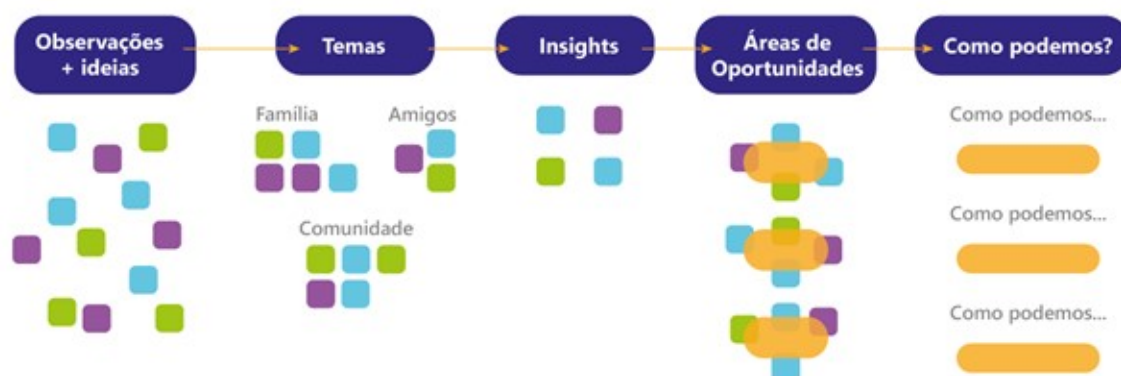 Observações
+ ideias
Temas
Insights
Áreas de
Oportunidades
Como podemos?
Família
Amigos
Comunidade
Como podemos...
Como podemos...
Como podemos...